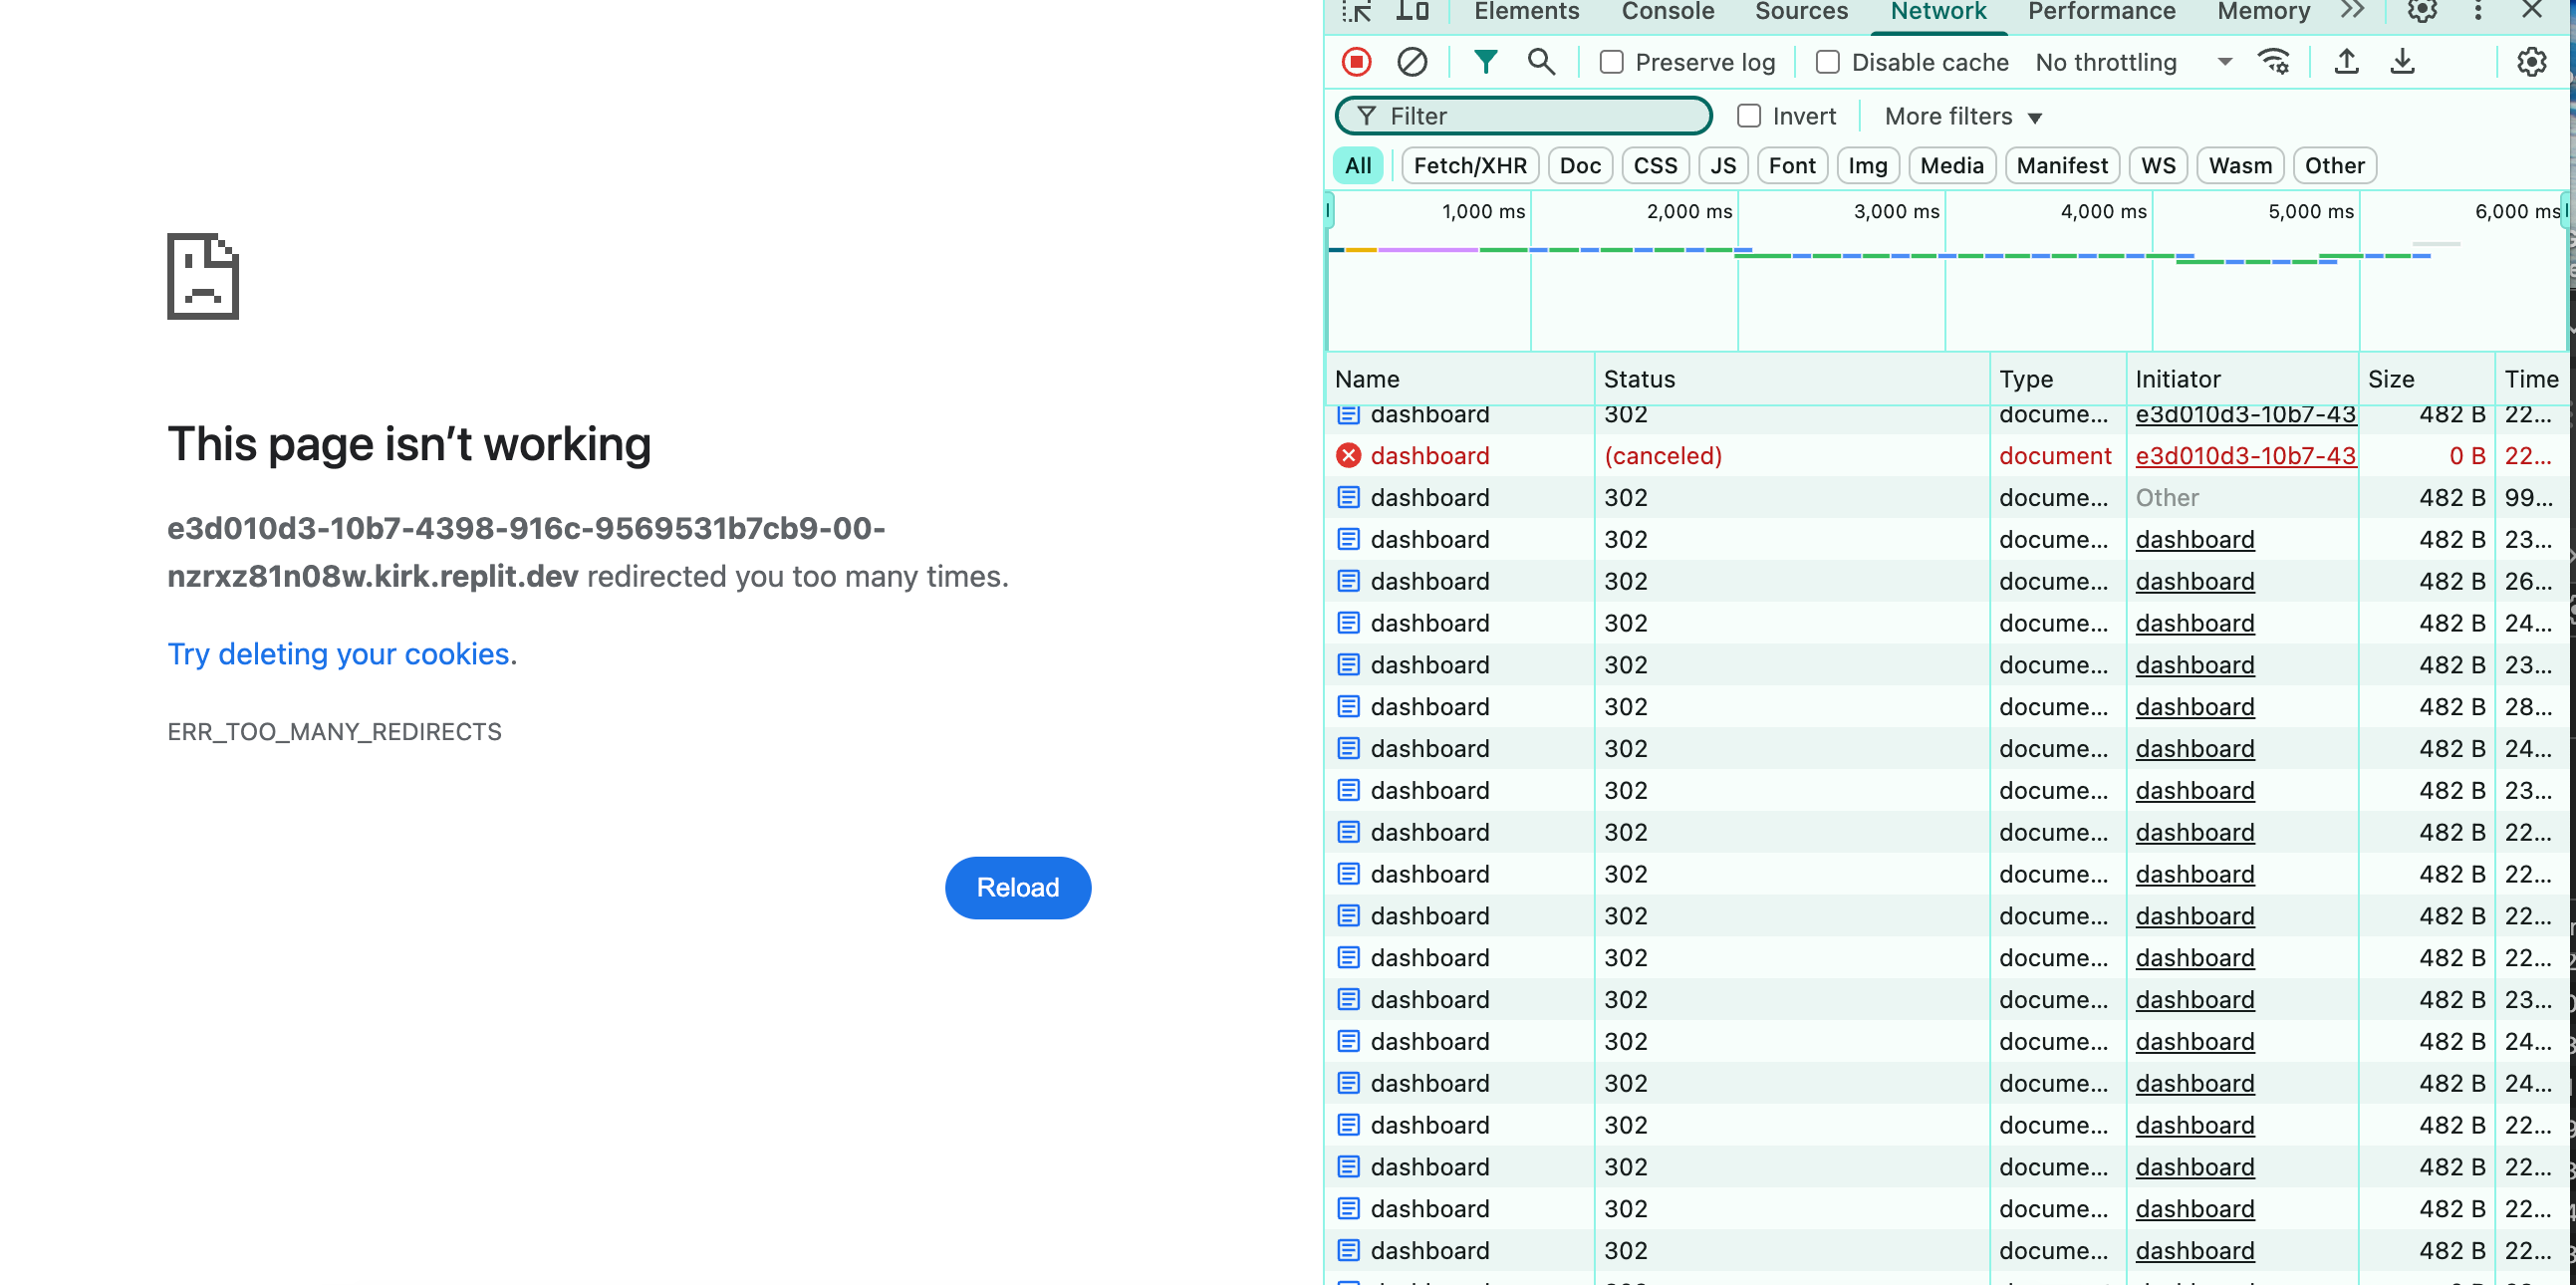 This page isn’t working
e3d010d3-10b7-4398-916c-9569531b7cb9-00-
nzrxz81n08w.kirk.replit.dev redirected you too many times.
Try deleting your cookies.
ERR_TOO_MANY_REDIRECTS
Reload
Elements Console Sources Network Performance Memory
Preserve log Disable cache No throttling
Filter Invert More filters
All Fetch/XHR Doc CSS JS Font Img Media Manifest WS Wasm Other
1,000 ms 2,000 ms 3,000 ms 4,000 ms 5,000 ms 6,000 ms
Name Status Type Initiator Size Time
dashboard 302 docume... e3d010d3-10b7-43 482 B 22...
dashboard (canceled) document e3d010d3-10b7-43 0 B 22...
dashboard 302 docume... Other 482 B 99...
dashboard 302 docume... dashboard 482 B 23...
dashboard 302 docume... dashboard 482 B 26...
dashboard 302 docume... dashboard 482 B 24...
dashboard 302 docume... dashboard 482 B 23...
dashboard 302 docume... dashboard 482 B 28...
dashboard 302 docume... dashboard 482 B 24...
dashboard 302 docume... dashboard 482 B 23...
dashboard 302 docume... dashboard 482 B 22...
dashboard 302 docume... dashboard 482 B 22...
dashboard 302 docume... dashboard 482 B 22...
dashboard 302 docume... dashboard 482 B 22...
dashboard 302 docume... dashboard 482 B 23...
dashboard 302 docume... dashboard 482 B 24...
dashboard 302 docume... dashboard 482 B 24...
dashboard 302 docume... dashboard 482 B 22...
dashboard 302 docume... dashboard 482 B 22...
dashboard 302 docume... dashboard 482 B 22...
dashboard 302 docume... dashboard 482 B 22...